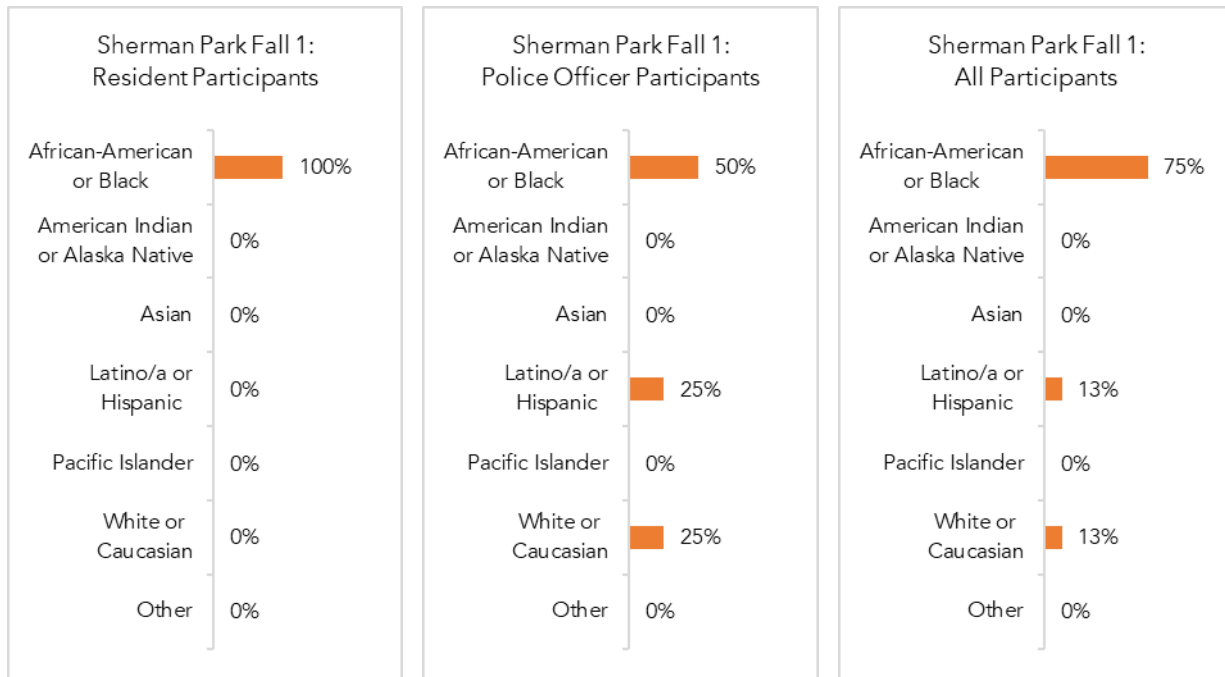 Sherman Park Fall 1:
Resident Participants
African-American
or Black
100%
American Indian
or Alaska Native
0%
Asian
0%
Latino/a or
Hispanic
0%
Pacific Islander
0%
White or
Caucasian
0%
Other
0%
Sherman Park Fall 1:
Police Officer Participants
African-American
or Black
50%
American Indian
or Alaska Native
0%
Asian
0%
Latino/a or
Hispanic
25%
Pacific Islander
0%
White or
Caucasian
25%
Other
0%
Sherman Park Fall 1:
All Participants
African-American
or Black
75%
American Indian
or Alaska Native
0%
Asian
0%
Latino/a or
Hispanic
13%
Pacific Islander
0%
White or
Caucasian
13%
Other
0%